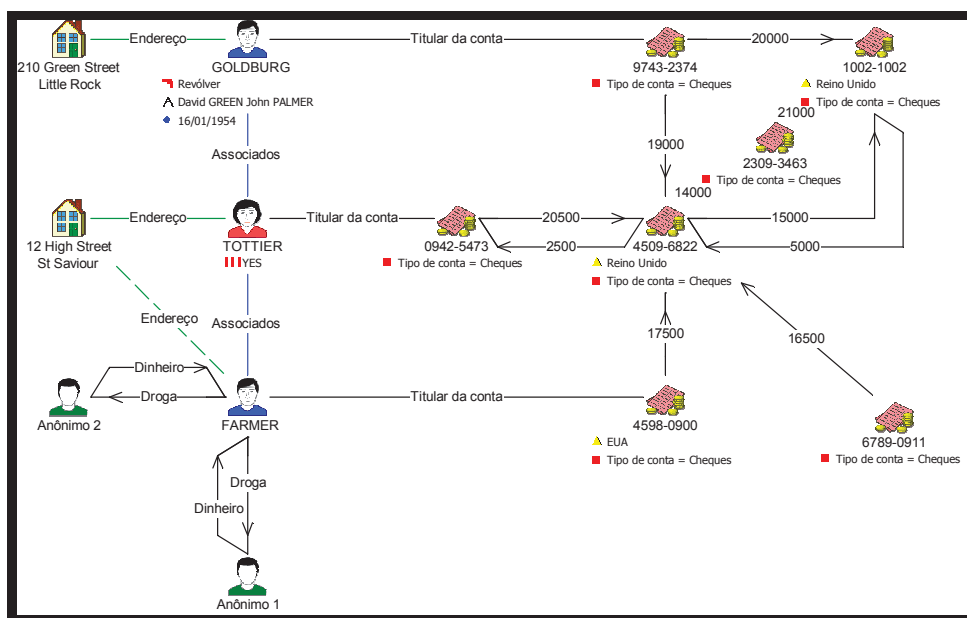 Endereço
Titular da conta
20000
210 Green Street
Little Rock
GOLDBURG
Revólver
David GREEN John PALMER
16/01/1954
9743-2374
Tipo de conta = Cheques
1002-1002
Reino Unido
Tipo de conta = Cheques
21000
Associados
19000
2309-3463
Tipo de conta = Cheques
14000
Endereço
Titular da conta
20500
15000
12 High Street
St Saviour
TOTTIER
YES
0942-5473
Tipo de conta = Cheques
2500
4509-6822
Reino Unido
Tipo de conta = Cheques
5000
Endereço
Associados
17500
16500
Dinheiro
Droga
Anônimo 2
FARMER
Titular da conta
4598-0900
EUA
Tipo de conta = Cheques
6789-0911
Tipo de conta = Cheques
Droga
Dinheiro
Anônimo 1